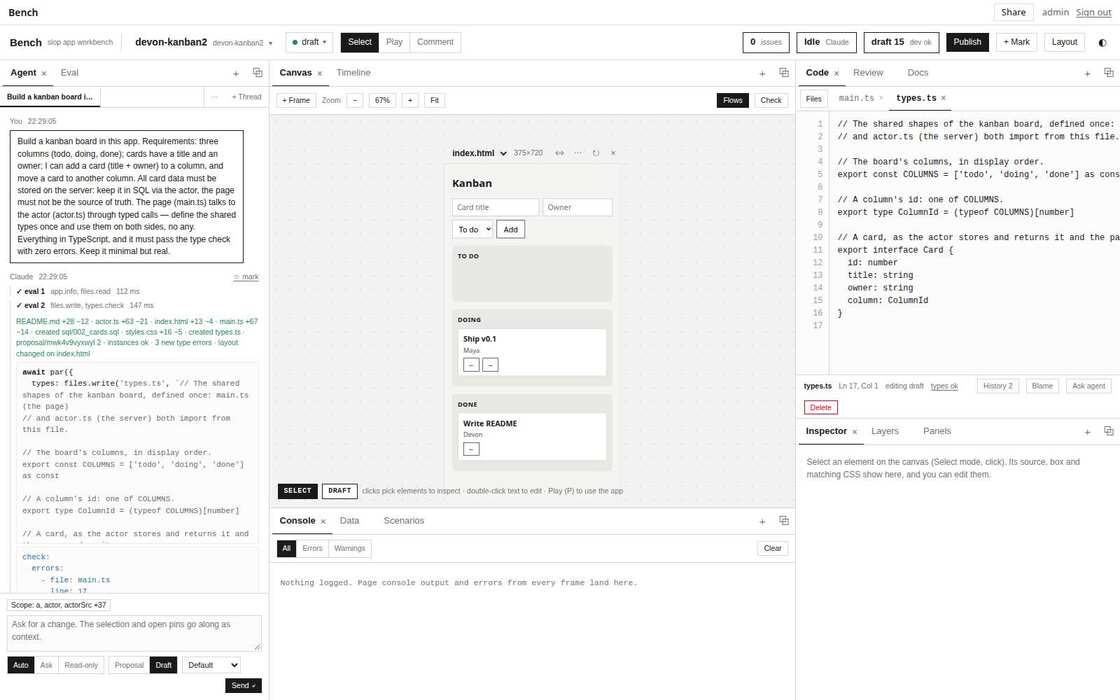 Bench
Share admin Sign out
Bench slop app workbench devon-kanban2 devon-kanban2 ▾ draft ▾ Select Play Comment 0 issues Idle Claude draft 15 dev ok Publish + Mark Layout
Agent × Eval +
Build a kanban board i… ··· + Thread
You 22:29:05
Build a kanban board in this app. Requirements: three
columns (todo, doing, done); cards have a title and an
owner; I can add a card (title + owner) to a column, and
move a card to another column. All card data must be
stored on the server: keep it in SQL via the actor, the page
must not be the source of truth. The page (main.ts) talks to
the actor (actor.ts) through typed calls — define the shared
types once and use them on both sides, no any.
Everything in TypeScript, and it must pass the type check
with zero errors. Keep it minimal but real.
Claude 22:29:05 ☆ mark
✓ eval 1 app.info, files.read 112 ms
✓ eval 2 files.write, types.check 147 ms
README.md +28 −12 · actor.ts +63 −21 · index.html +13 −4 · main.ts +67
−14 · created sql/002_cards.sql · styles.css +16 −5 · created types.ts ·
proposal/mwk4v9vyxwyl 2 · instances ok · 3 new type errors · layout
changed on index.html
await par({
types: files.write('types.ts', `// The shared
shapes of the kanban board, defined once: main.ts
(the page)
// and actor.ts (the server) both import from
this file.
// The board's columns, in display order.
export const COLUMNS = ['todo', 'doing', 'done']
as const
// A column's id: one of COLUMNS.
export type ColumnId = (typeof COLUMNS)[number]
// A card, as the actor stores and returns it and
check:
errors:
- file: main.ts
line: 17
Scope: a, actor, actorSrc +37
Ask for a change. The selection and open pins go along as
context.
Auto Ask Read-only Proposal Draft Default
Send
Canvas × Timeline +
+ Frame Zoom − 67% + Fit Flows Check
index.html 375×720 ··· ×
Kanban
Card title Owner
To do Add
TO DO
DOING
Ship v0.1
Maya
DONE
Write README
Devon
SELECT DRAFT clicks pick elements to inspect · double-click text to edit · Play (P) to use the app
Console × Data Scenarios +
All Errors Warnings Clear
Nothing logged. Page console output and errors from every frame land here.
Code × Review Docs +
Files main.ts × types.ts ×
1 // The shared shapes of the kanban board, defined once:
2 // and actor.ts (the server) both import from this file.
3
4 // The board's columns, in display order.
5 export const COLUMNS = ['todo', 'doing', 'done'] as cons
6
7 // A column's id: one of COLUMNS.
8 export type ColumnId = (typeof COLUMNS)[number]
9
10 // A card, as the actor stores and returns it and the pa
11 export interface Card {
12 id: number
13 title: string
14 owner: string
15 column: ColumnId
16 }
17
types.ts Ln 17, Col 1 editing draft types ok History 2 Blame Ask agent
Delete
Inspector × Layers Panels +
Select an element on the canvas (Select mode, click). Its source, box and
matching CSS show here, and you can edit them.